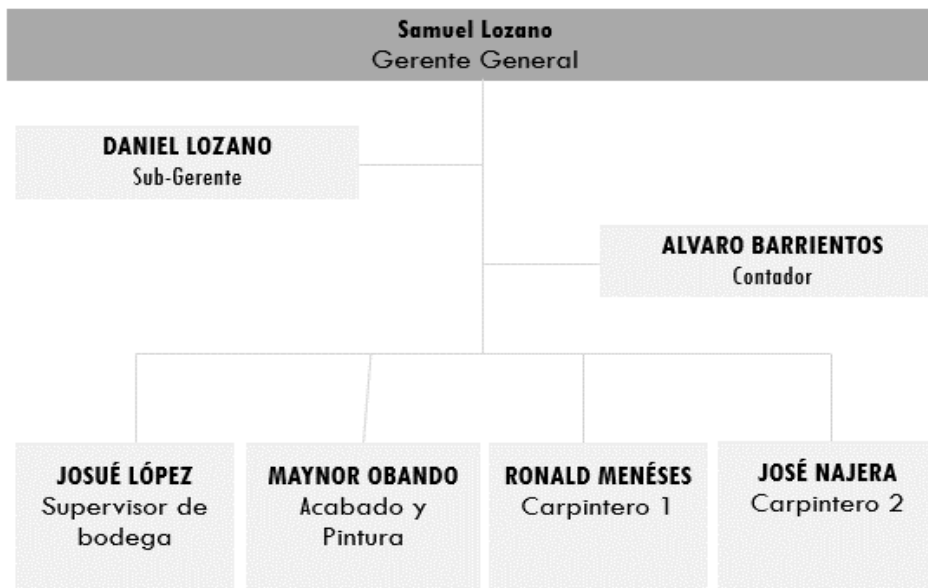 Samuel Lozano
Gerente General
DANIEL LOZANO
Sub-Gerente
ALVARO BARRIENTOS
Contador
JOSUÉ LÓPEZ
Supervisor de
bodega
MAYNOR OBANDO
Acabado y
Pintura
RONALD MENÉSES
Carpintero 1
JOSÉ NAJERA
Carpintero 2